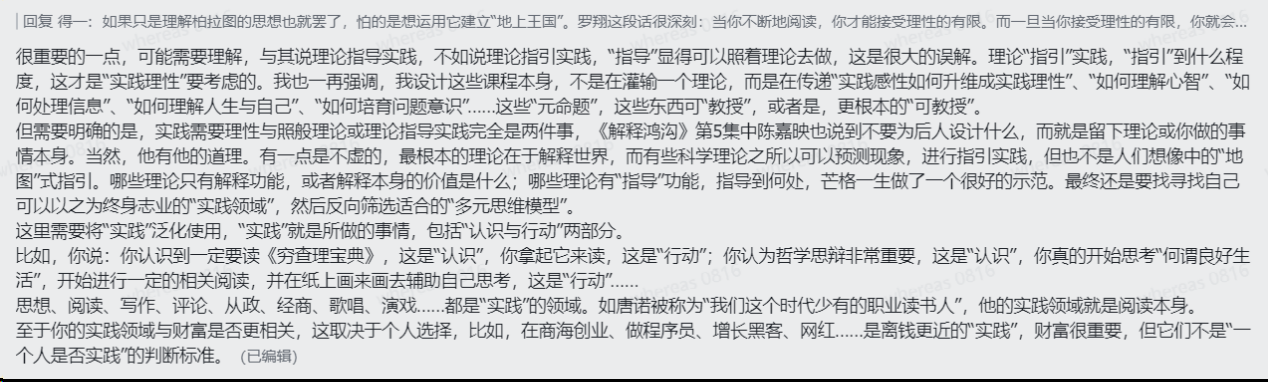 回复 得一：如果只是理解柏拉图的思想也就罢了，怕的是想运用它建立“地上王国”。罗翔这段话很深刻：当你不断地阅读，你才能接受理性的有限。而一旦当你接受理性的有限，你就会...
很重要的一点，可能需要理解，与其说理论指导实践，不如说理论指引实践，“指导”显得可以照着理论去做，这是很大的误解。理论“指引”实践，“指引”到什么程
度，这才是“实践理性”要考虑的。我也一再强调，我设计这些课程本身，不是在灌输一个理论，而是在传递“实践感性如何升维成实践理性”、“如何理解心智”、“如
何处理信息”、“如何理解人生与自己”、“如何培育问题意识”......这些“元命题”，这些东西可“教授”，或者是，更根本的“可教授”。
但需要明确的是，实践需要理性与照般理论或理论指导实践完全是两件事，《解释鸿沟》第5集中陈嘉映也说到不要为后人设计什么，而就是留下理论或你做的事
情本身。当然，他有他的道理。有一点是不虚的，最根本的理论在于解释世界，而有些科学理论之所以可以预测现象，进行指引实践，但也不是人们想像中的“地
图”式指引。哪些理论只有解释功能，或者解释本身的价值是什么；哪些理论有“指导”功能，指导到何处，芒格一生做了一个很好的示范。最终还是要找寻找自己
可以以之为终身志业的“实践领域”，然后反向筛选适合的“多元思维模型”。
这里需要将“实践”泛化使用，“实践”就是所做的事情，包括“认识与行动”两部分。
比如，你说：你认识到一定要读《穷查理宝典》，这是“认识”，你拿起它来读，这是“行动”；你认为哲学思辩非常重要，这是“认识”，你真的开始思考“何谓良好生
活”，开始进行一定的相关阅读，并在纸上画来画去辅助自己思考，这是“行动”......
思想、阅读、写作、评论、从政、经商、歌唱、演戏......都是“实践”的领域。如唐诺被称为“我们这个时代少有的职业读书人”，他的实践领域就是阅读本身。
至于你的实践领域与财富是否更相关，这取决于个人选择，比如，在商海创业、做程序员、增长黑客、网红......是离钱更近的“实践”，财富很重要，但它们不是“一
个人是否实践”的判断标准。（已编辑）